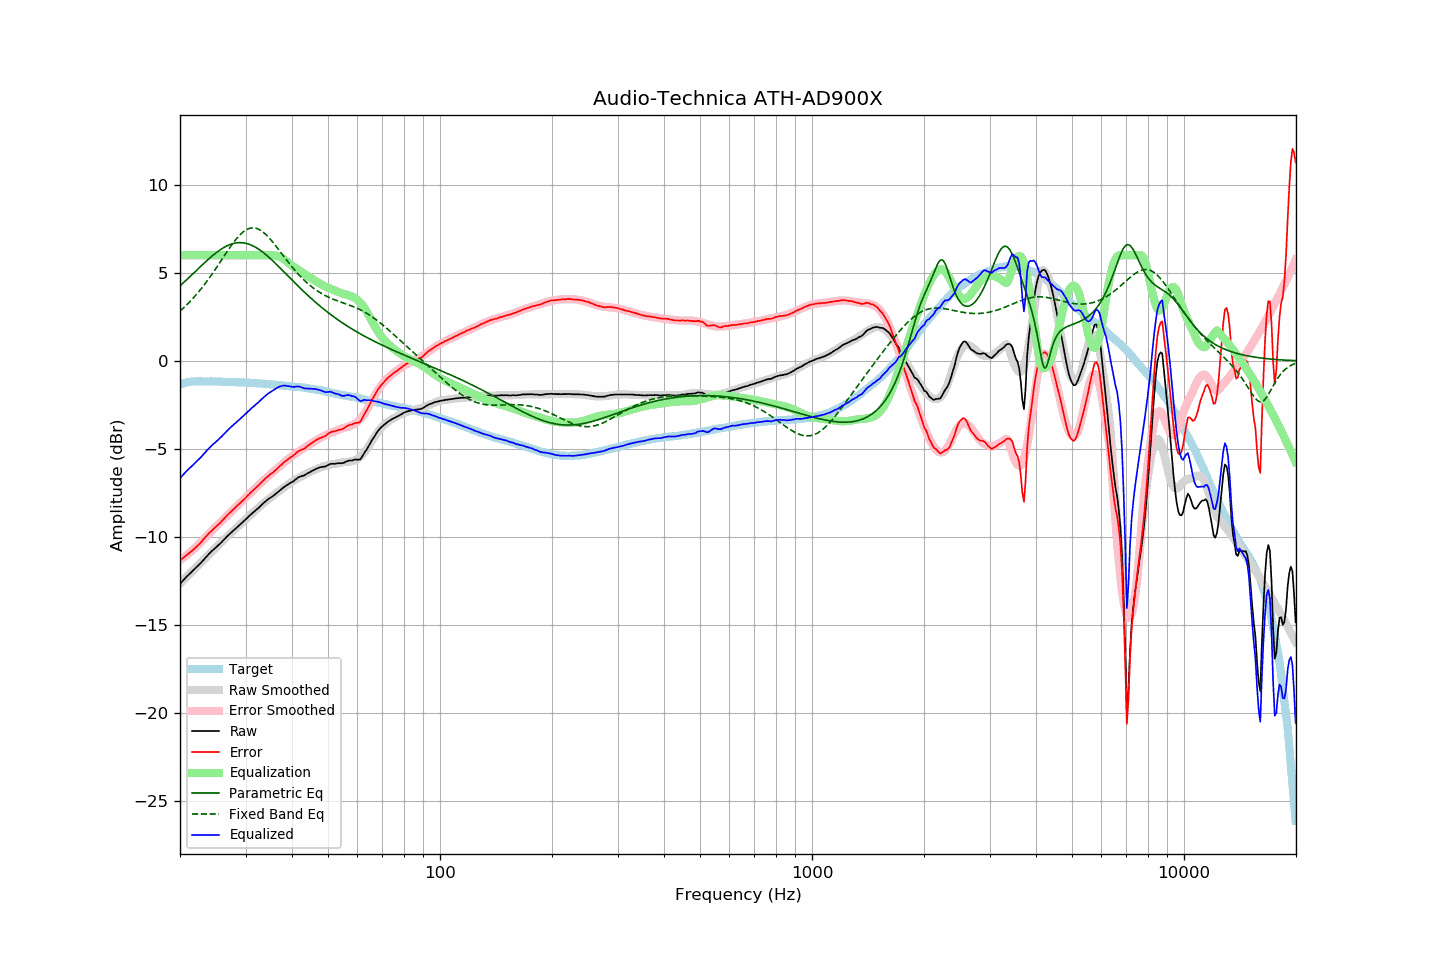 Audio-Technica ATH-AD900X
Amplitude (dBr)
10
5
0
−5
−10
−15
−20
−25
Target
Raw Smoothed
Error Smoothed
Raw
Error
Equalization
Parametric Eq
Fixed Band Eq
Equalized
100
1000
10000
Frequency (Hz)